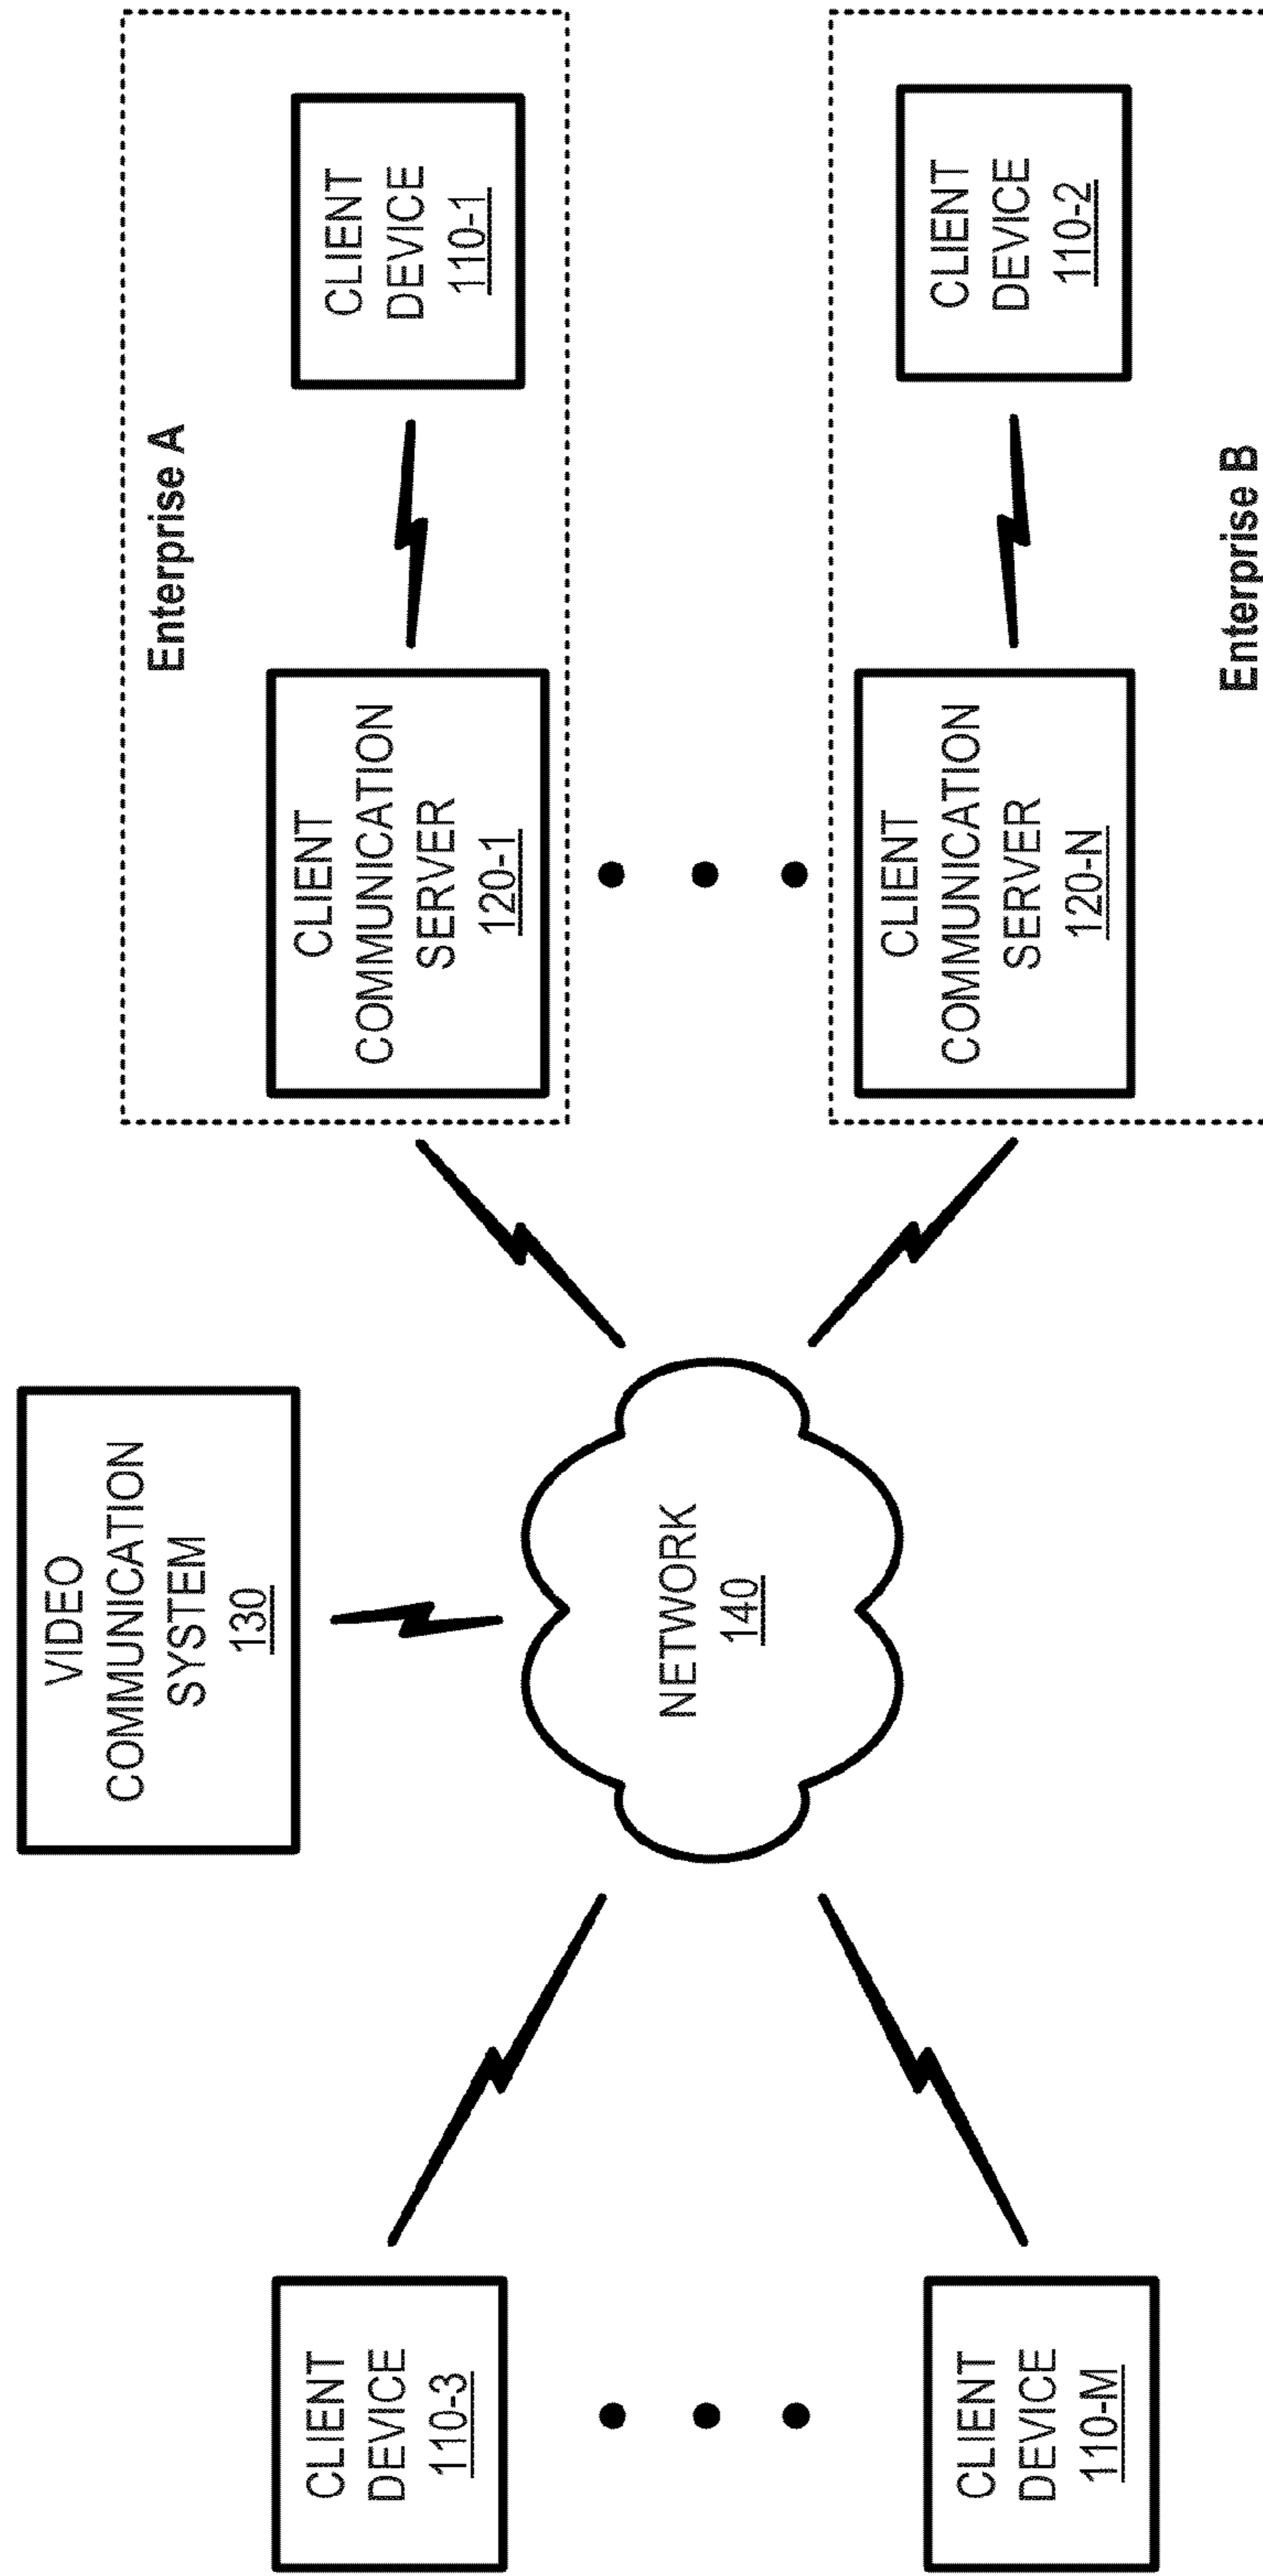 VIDEO
COMMUNICATION
SYSTEM
130
Enterprise A
CLIENT
DEVICE
110-3
CLIENT
COMMUNICATION
SERVER
120-1
CLIENT
DEVICE
110-1
NETWORK
140
CLIENT
DEVICE
110-M
CLIENT
COMMUNICATION
SERVER
120-N
CLIENT
DEVICE
110-2
Enterprise B